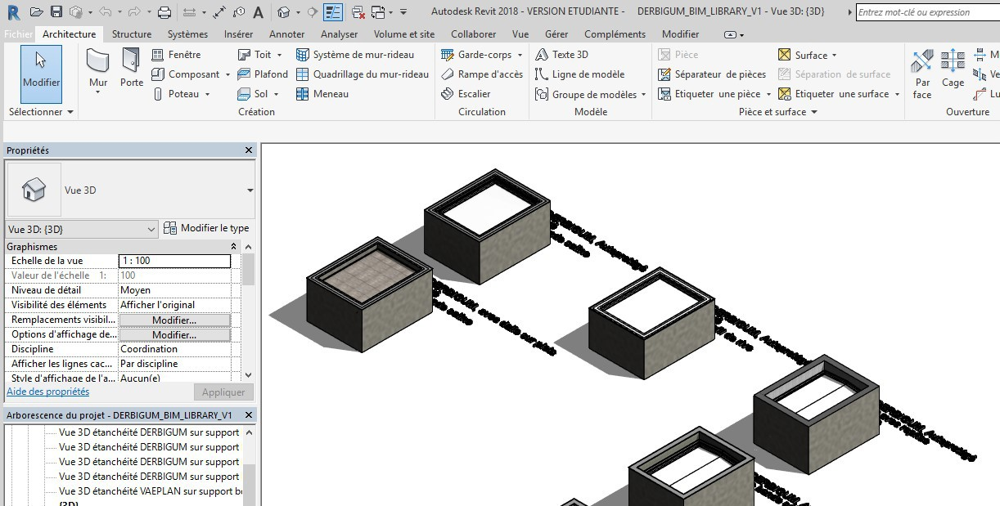 Autodesk Revit 2018 - VERSION ETUDIANTE - DERBIGUM_BIM_LIBRARY_V1 - Vue 3D: {3D}
Entrez mot-clé ou expression
Fichier Architecture Structure Systèmes Insérer Annoter Analyser Volume et site Collaborer Vue Gérer Compléments Modifier
Modifier
Sélectionner
Mur
Porte
Fenêtre
Composant
Poteau
Toit
Plafond
Sol
Système de mur-rideau
Quadrillage du mur-rideau
Meneau
Création
Garde-corps
Rampe d'accès
Escalier
Circulation
Texte 3D
Ligne de modèle
Groupe de modèles
Modèle
Pièce
Séparateur de pièces
Etiqueter une pièce
Surface
Séparation de surface
Etiqueter une surface
Pièce et surface
Par
face
Cage
M
Ve
Lu
Ouverture
Propriétés
Vue 3D
Vue 3D: {3D}
Modifier le type
Graphismes
Echelle de la vue 1 : 100
Valeur de l'échelle 1: 100
Niveau de détail Moyen
Visibilité des éléments Afficher l'original
Remplacements visibil... Modifier...
Options d'affichage de... Modifier...
Discipline Coordination
Afficher les lignes cac... Par discipline
Style d'affichage de l'a... Aucun(e)
Aide des propriétés
Appliquer
Arborescence du projet - DERBIGUM_BIM_LIBRARY_V1
Vue 3D étanchéité DERBIGUM sur support
Vue 3D étanchéité DERBIGUM sur support
Vue 3D étanchéité DERBIGUM sur support
Vue 3D étanchéité DERBIGUM sur support
Vue 3D étanchéité VAEPLAN sur support b
{3D}